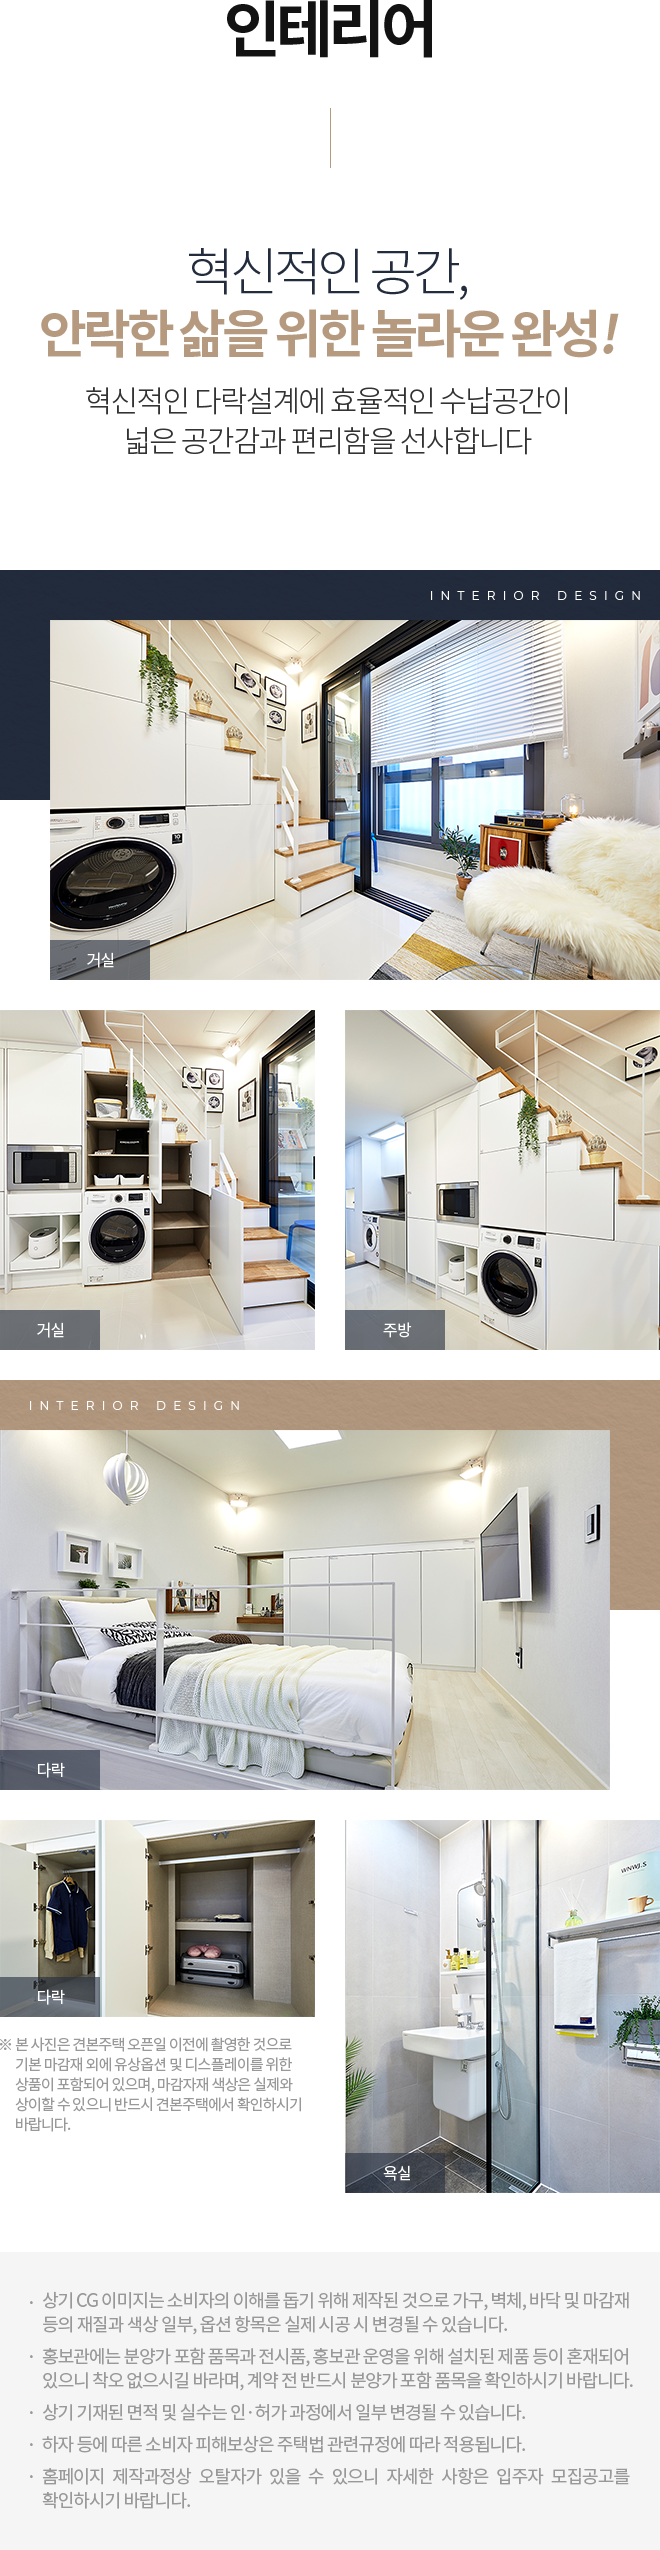 인테리어
혁신적인 공간,
안락한 삶을 위한 놀라운 완성!
혁신적인 다락설계에 효율적인 수납공간이
넓은 공간감과 편리함을 선사합니다
INTERIOR DESIGN
거실
거실
주방
INTERIOR DESIGN
다락
WNWJ.S
다락
※ 본 사진은 견본주택 오픈일 이전에 촬영한 것으로
기본 마감재 외에 유상옵션 및 디스플레이를 위한
상품이 포함되어 있으며, 마감자재 색상은 실제와
상이할 수 있으니 반드시 견본주택에서 확인하시기
바랍니다.
욕실
· 상기 CG 이미지는 소비자의 이해를 돕기 위해 제작된 것으로 가구, 벽체, 바닥 및 마감재
등의 재질과 색상 일부, 옵션 항목은 실제 시공 시 변경될 수 있습니다.
· 홍보관에는 분양가 포함 품목과 전시품, 홍보관 운영을 위해 설치된 제품 등이 혼재되어
있으니 착오 없으시길 바라며, 계약 전 반드시 분양가 포함 품목을 확인하시기 바랍니다.
· 상기 기재된 면적 및 실수는 인·허가 과정에서 일부 변경될 수 있습니다.
· 하자 등에 따른 소비자 피해보상은 주택법 관련규정에 따라 적용됩니다.
· 홈페이지 제작과정상 오탈자가 있을 수 있으니 자세한 사항은 입주자 모집공고를
확인하시기 바랍니다.